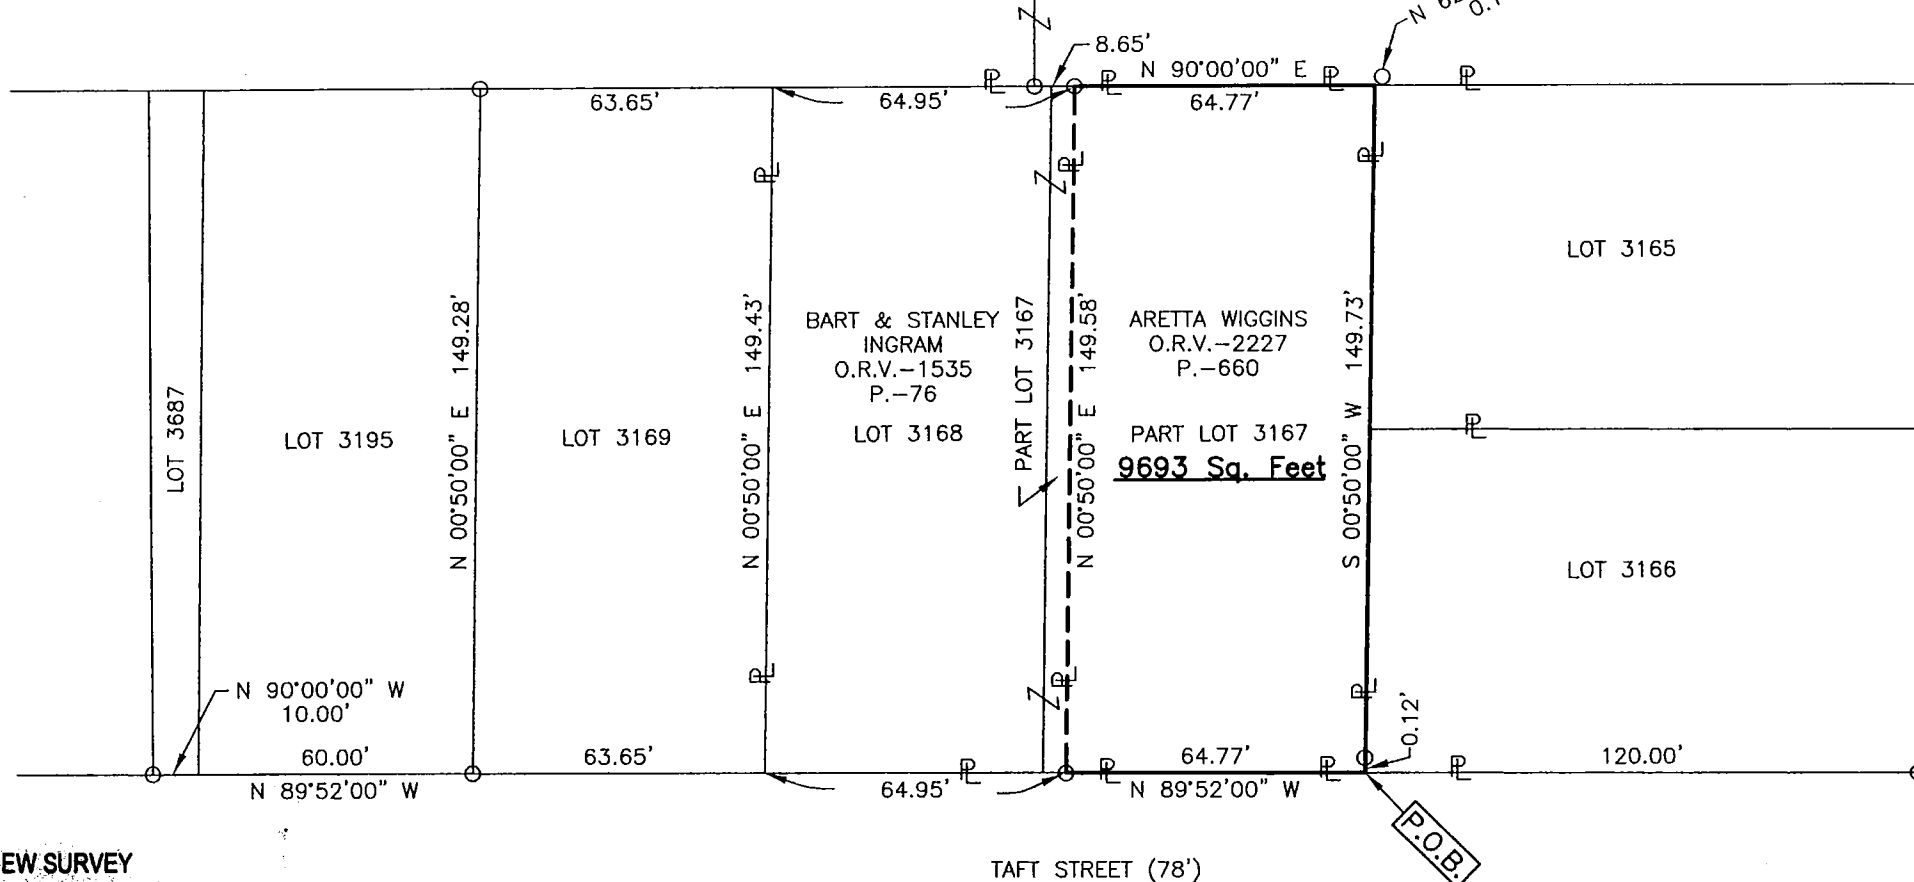 8.65'
N 90°00'00" E
63.65'
64.95'
64.77'
LOT 3165
LOT 3687
LOT 3195
N 00°50'00" E 149.28'
LOT 3169
N 00°50'00" E 149.43'
BART & STANLEY
INGRAM
O.R.V.-1535
P.-76
LOT 3168
PART LOT 3167
N 00°50'00" E 149.58'
ARETTA WIGGINS
O.R.V.-2227
P.-660
PART LOT 3167
9693 Sq. Feet
S 00°50'00" W 149.73'
LOT 3166
N 90°00'00" W
10.00'
60.00'
N 89°52'00" W
63.65'
64.95'
64.77'
N 89°52'00" W
0.12'
120.00'
P.O.B.
EW SURVEY
TAFT STREET (78')